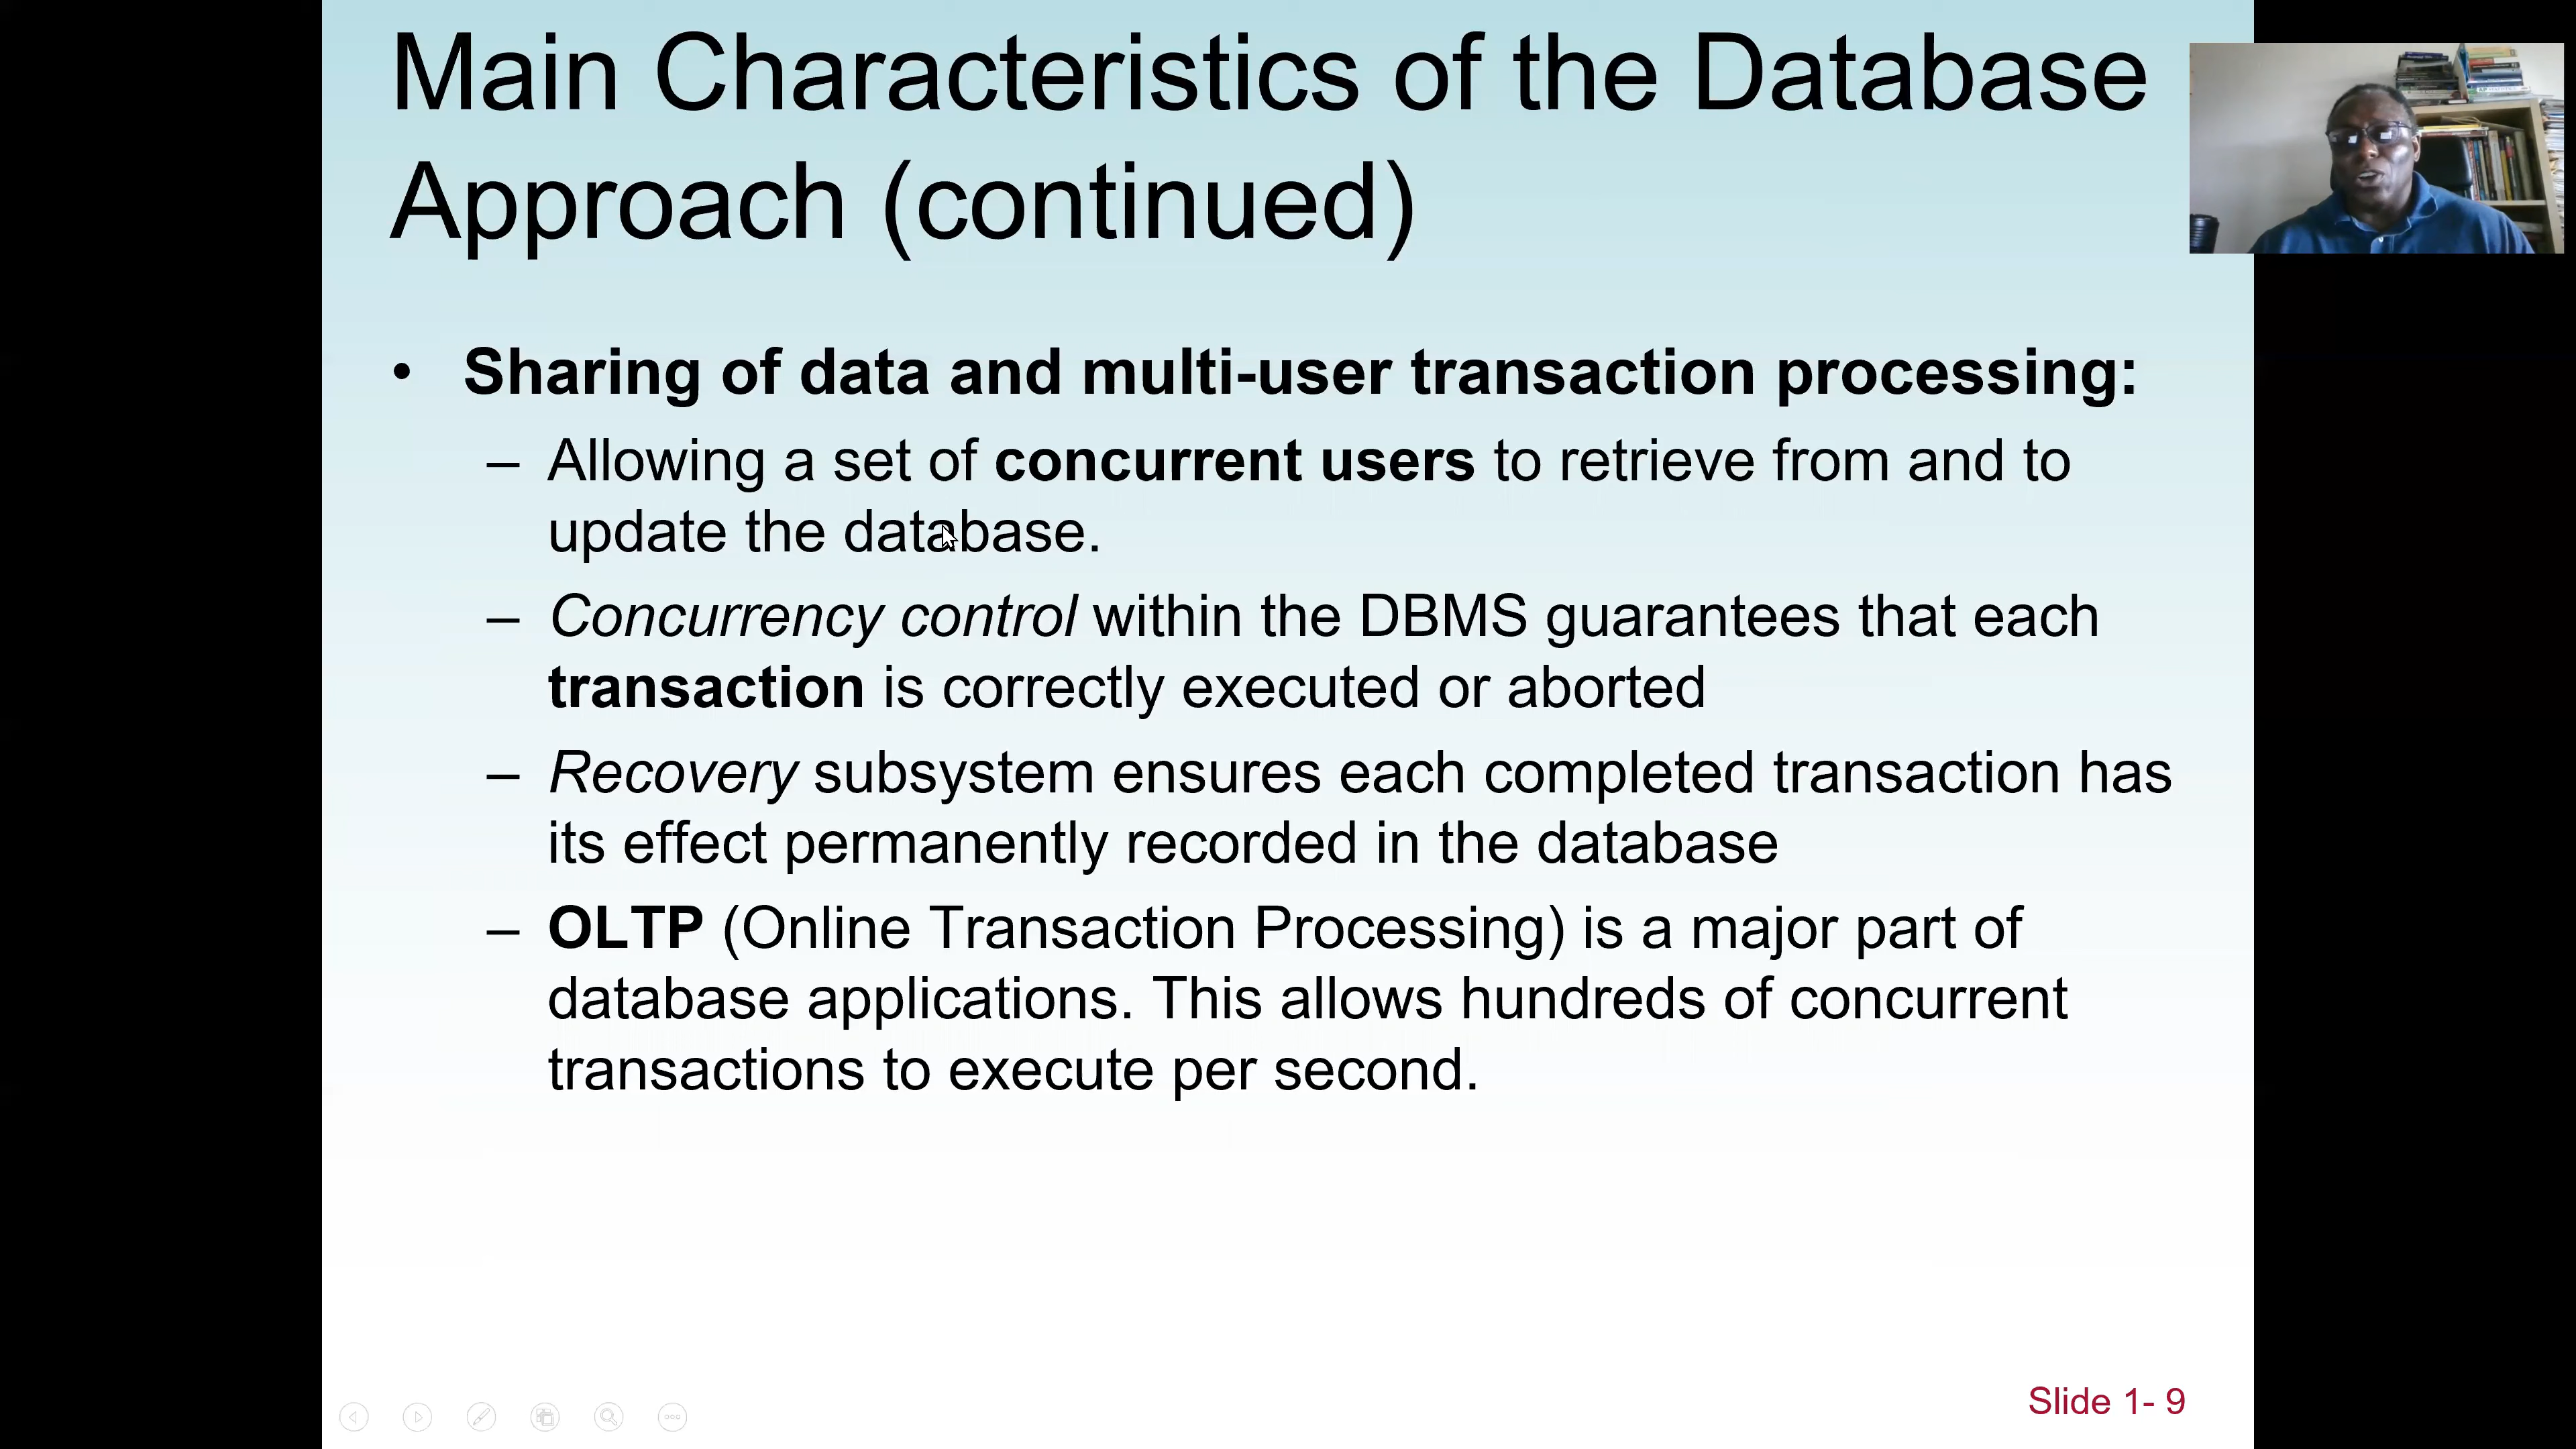 Main Characteristics of the Database
Approach (continued)
• Sharing of data and multi-user transaction processing:
– Allowing a set of concurrent users to retrieve from and to
update the database.
– Concurrency control within the DBMS guarantees that each
transaction is correctly executed or aborted
– Recovery subsystem ensures each completed transaction has
its effect permanently recorded in the database
– OLTP (Online Transaction Processing) is a major part of
database applications. This allows hundreds of concurrent
transactions to execute per second.
Slide 1- 9